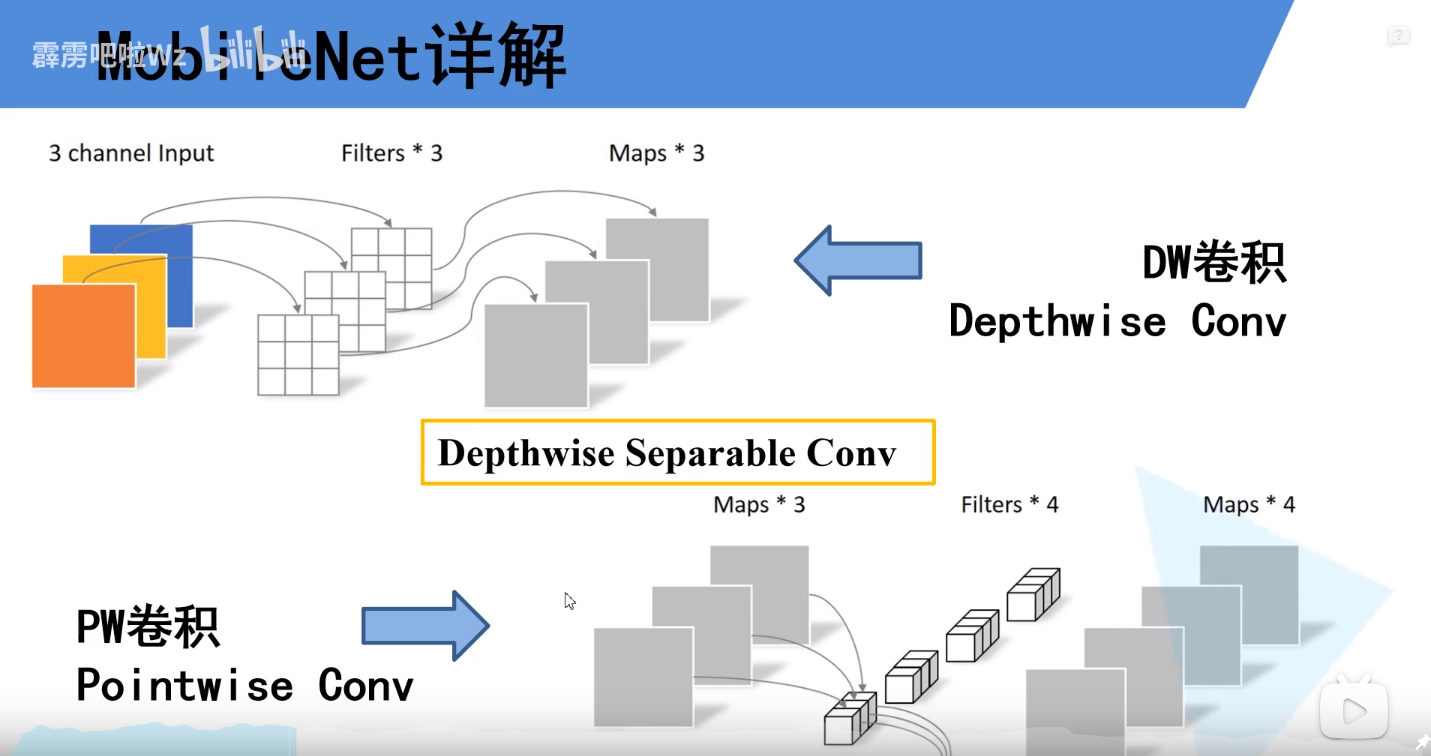 霹雳吧啦Wz bilibili
MobileNet详解
3 channel Input Filters * 3 Maps * 3
DW卷积
Depthwise Conv
Depthwise Separable Conv
Maps * 3 Filters * 4 Maps * 4
PW卷积
Pointwise Conv
?